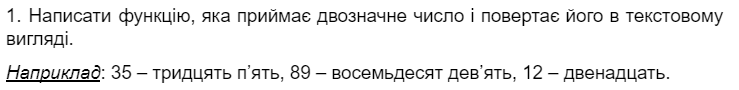 1. Написати функцію, яка приймає двозначне число і повертає його в текстовому
вигляді.
Наприклад: 35 – тридцять п’ять, 89 – восемьдесят дев’ять, 12 – двенадцать.